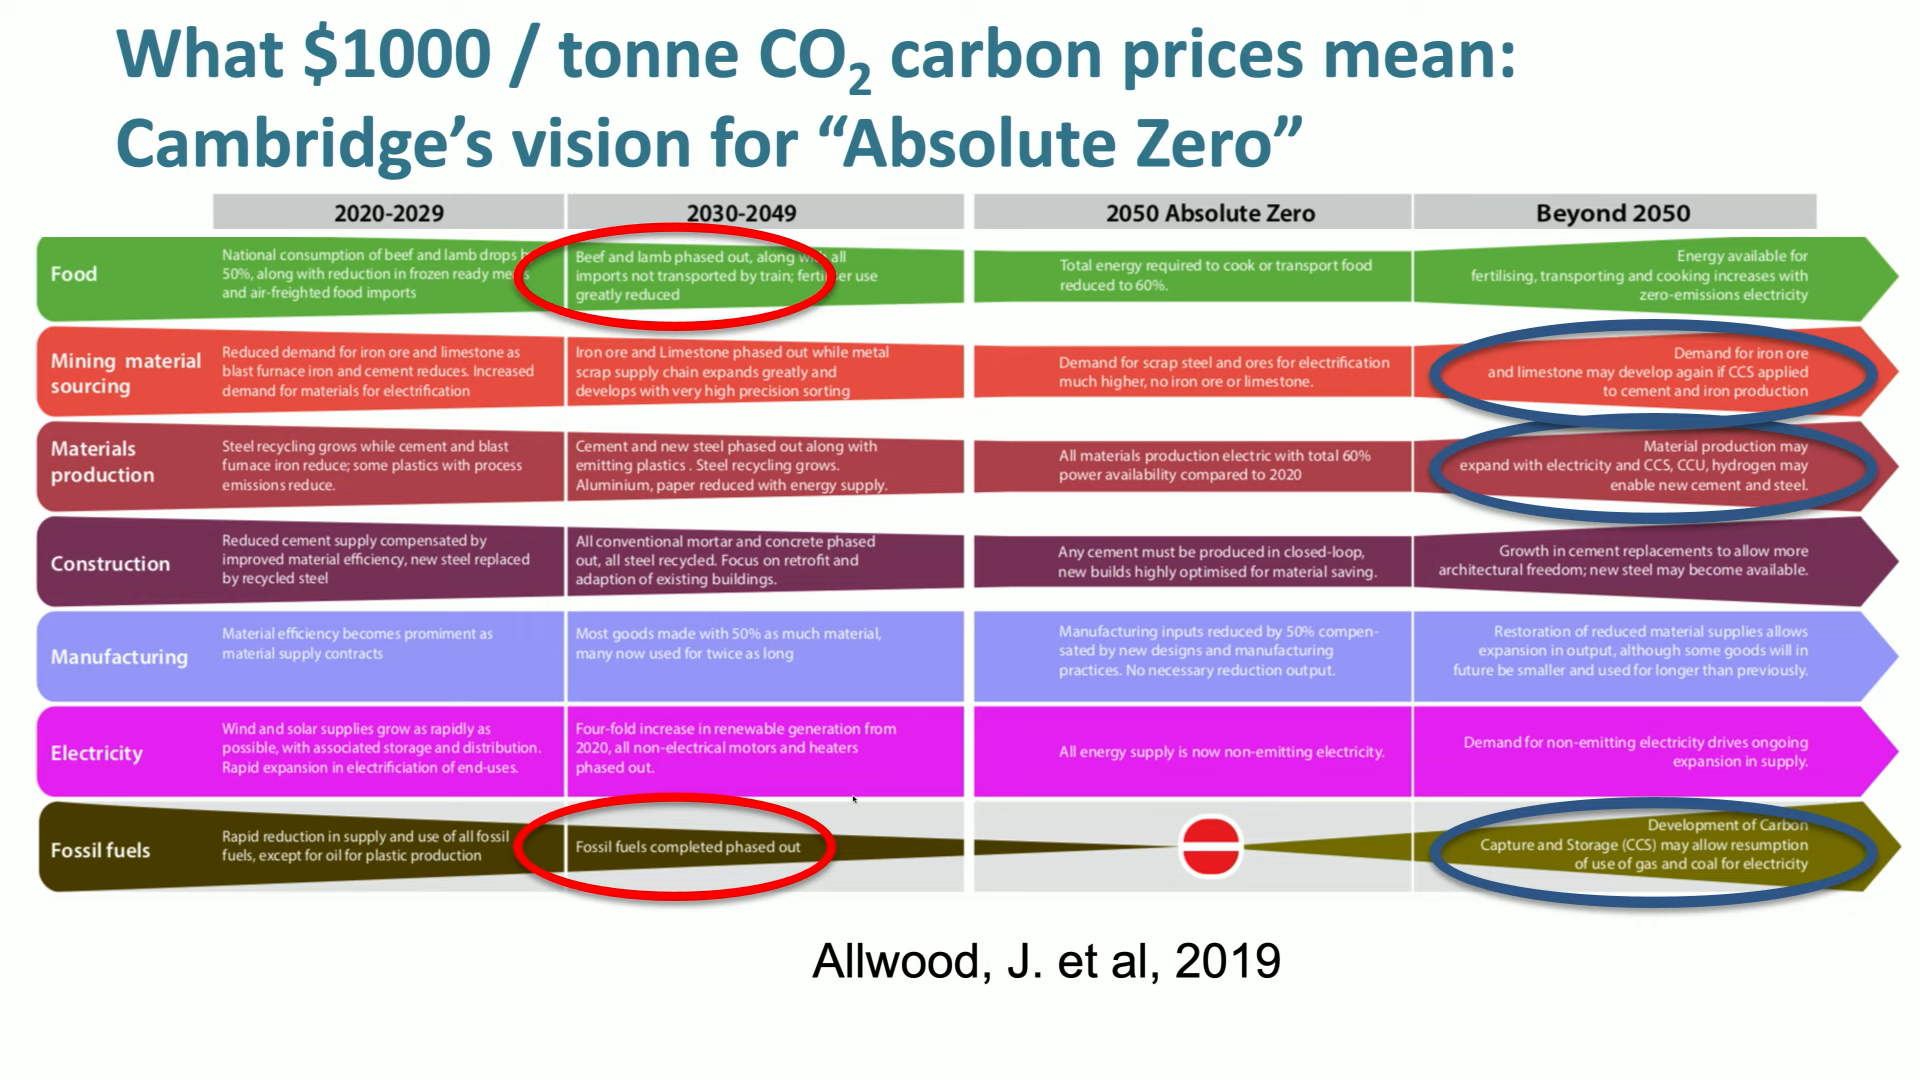 What $1000 / tonne CO2 carbon prices mean:
Cambridge's vision for “Absolute Zero”
2020-2029
2030-2049
2050 Absolute Zero
Beyond 2050
Food
National consumption of beef and lamb drops
50%, along with reduction in frozen ready meals
and air-freighted food imports
Beef and lamb phased out, along with all
imports not transported by train; fertiliser use
greatly reduced
Total energy required to cook or transport food
reduced to 60%.
Energy available for
fertilising, transporting and cooking increases with
zero-emissions electricity
Mining material
sourcing
Reduced demand for iron ore and limestone as
blast furnace iron and cement reduces. Increased
demand for materials for electrification
Iron ore and Limestone phased out while metal
scrap supply chain expands greatly and
develops with very high precision sorting
Demand for scrap steel and ores for electrification
much higher, no iron ore or limestone.
Demand for iron ore
and limestone may develop again if CCS applied
to cement and iron production
Materials
production
Steel recycling grows while cement and blast
furnace iron reduce; some plastics with process
emissions reduce.
Cement and new steel phased out along with
emitting plastics . Steel recycling grows.
Aluminium, paper reduced with energy supply.
All materials production electric with total 60%
power availability compared to 2020
Material production may
expand with electricity and CCS, CCU, hydrogen may
enable new cement and steel.
Construction
Reduced cement supply compensated by
improved material efficiency, new steel replaced
by recycled steel
All conventional mortar and concrete phased
out, all steel recycled. Focus on retrofit and
adaption of existing buildings.
Any cement must be produced in closed-loop,
new builds highly optimised for material saving.
Growth in cement replacements to allow more
architectural freedom; new steel may become available.
Manufacturing
Material efficiency becomes prominent as
material supply contracts
Most goods made with 50% as much material,
many now used for twice as long
Manufacturing inputs reduced by 50% compen-
sated by new designs and manufacturing
practices. No necessary reduction output.
Restoration of reduced material supplies allows
expansion in output, although some goods will in
future be smaller and used for longer than previously.
Electricity
Wind and solar supplies grow as rapidly as
possible, with associated storage and distribution.
Rapid expansion in electrificiation of end-uses.
Four-fold increase in renewable generation from
2020, all non-electrical motors and heaters
phased out.
All energy supply is now non-emitting electricity.
Demand for non-emitting electricity drives ongoing
expansion in supply.
Fossil fuels
Rapid reduction in supply and use of all fossil
fuels, except for oil for plastic production
Fossil fuels completed phased out
Development of Carbon
Capture and Storage (CCS) may allow resumption
of use of gas and coal for electricity
Allwood, J. et al, 2019